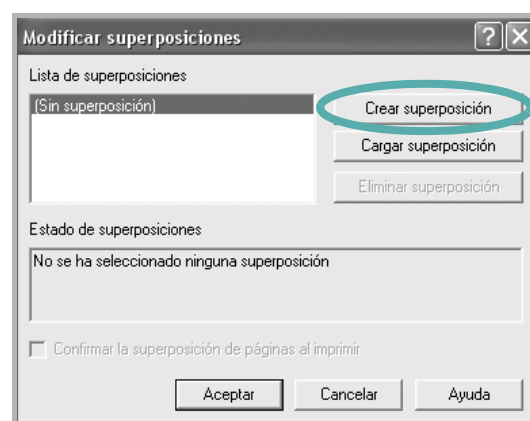 Modificar superposiciones
Lista de superposiciones
(Sin superposición)
Crear superposición
Cargar superposición
Eliminar superposición
Estado de superposiciones
No se ha seleccionado ninguna superposición
Confirmar la superposición de páginas al imprimir
Aceptar
Cancelar
Ayuda